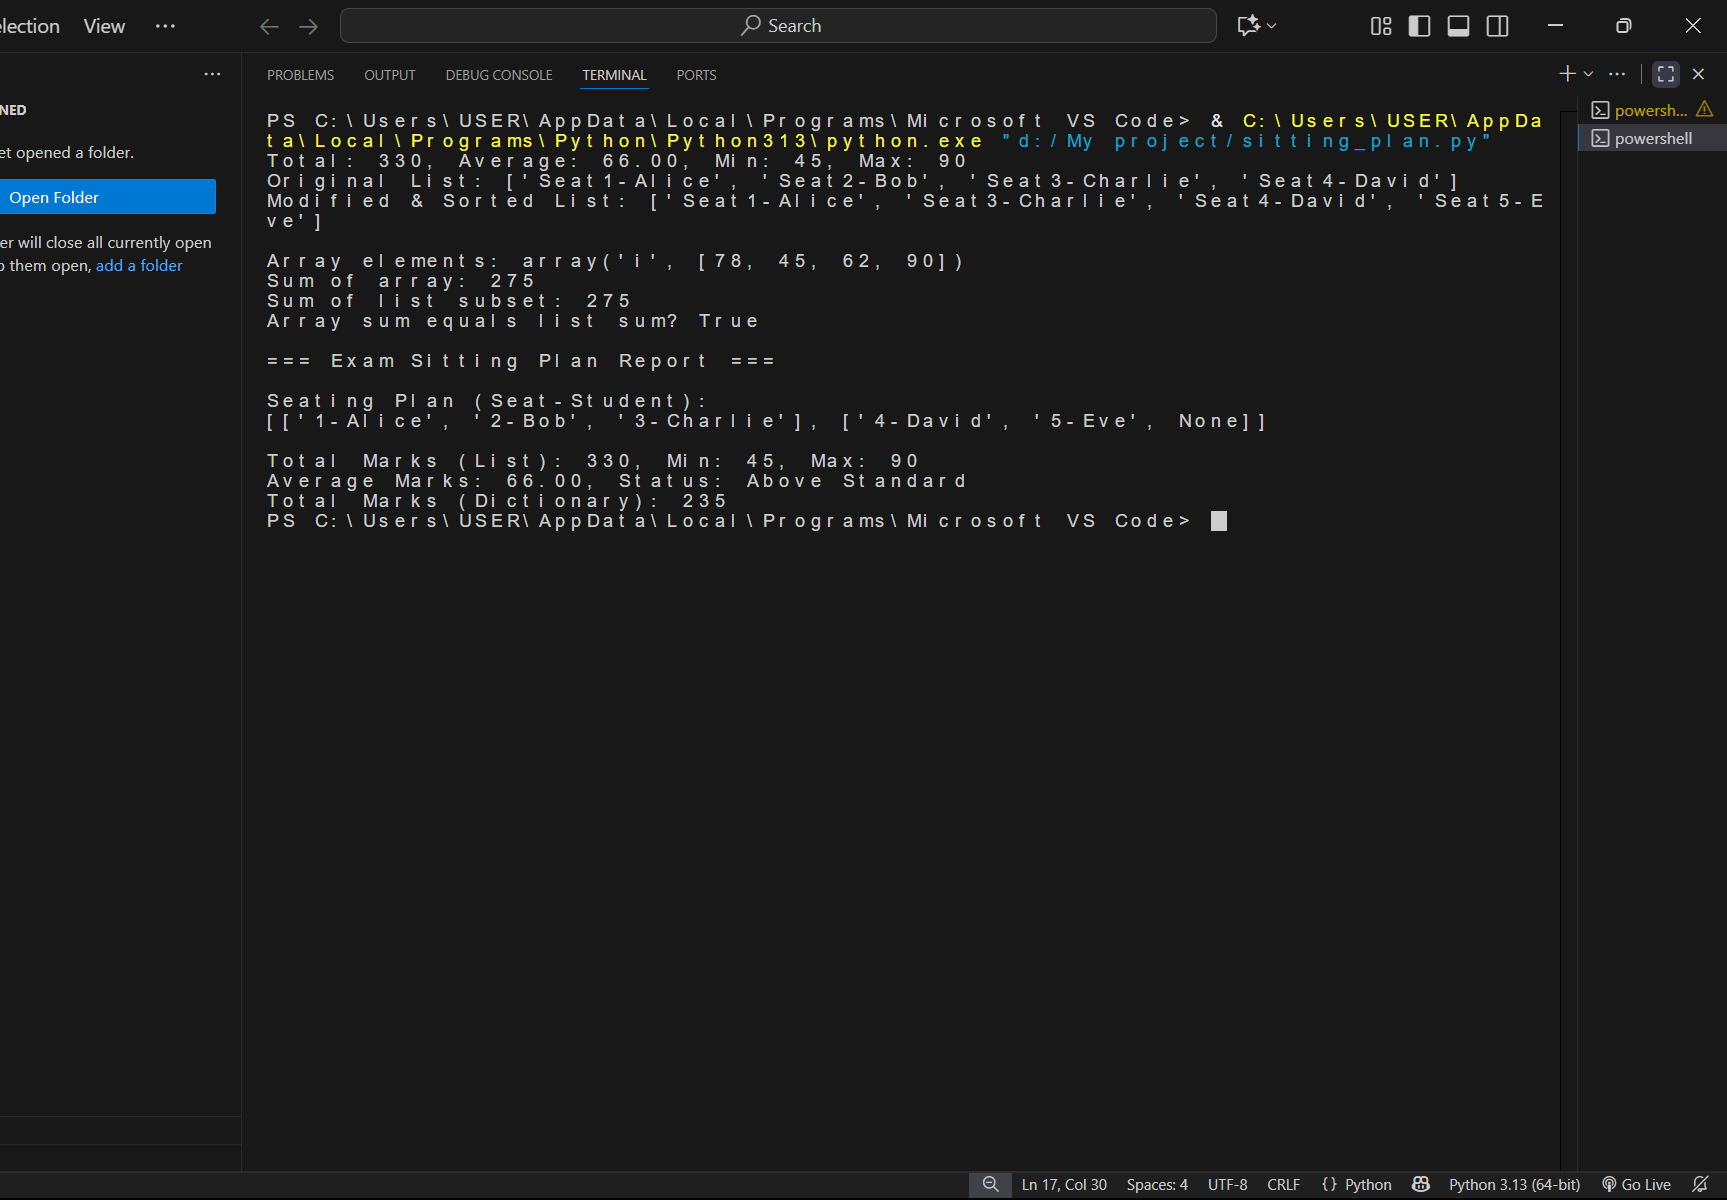 election View ···
Search
···
NED
et opened a folder.
Open Folder
er will close all currently open
o them open, add a folder
PROBLEMS OUTPUT DEBUG CONSOLE TERMINAL PORTS
powersh...
powershell
PS C:\Users\USER\AppData\Local\Programs\Microsoft VS Code> & C:\Users\USER\AppDa
ta\Local\Programs\Python\Python313\python.exe "d:/My project/sitting_plan.py"
Total: 330, Average: 66.00, Min: 45, Max: 90
Original List: ['Seat1-Alice', 'Seat2-Bob', 'Seat3-Charlie', 'Seat4-David']
Modified & Sorted List: ['Seat1-Alice', 'Seat3-Charlie', 'Seat4-David', 'Seat5-E
ve']
Array elements: array('i', [78, 45, 62, 90])
Sum of array: 275
Sum of list subset: 275
Array sum equals list sum? True
=== Exam Sitting Plan Report ===
Seating Plan (Seat-Student):
[['1-Alice', '2-Bob', '3-Charlie'], ['4-David', '5-Eve', None]]
Total Marks (List): 330, Min: 45, Max: 90
Average Marks: 66.00, Status: Above Standard
Total Marks (Dictionary): 235
PS C:\Users\USER\AppData\Local\Programs\Microsoft VS Code>
Ln 17, Col 30 Spaces: 4 UTF-8 CRLF {} Python Python 3.13 (64-bit) Go Live